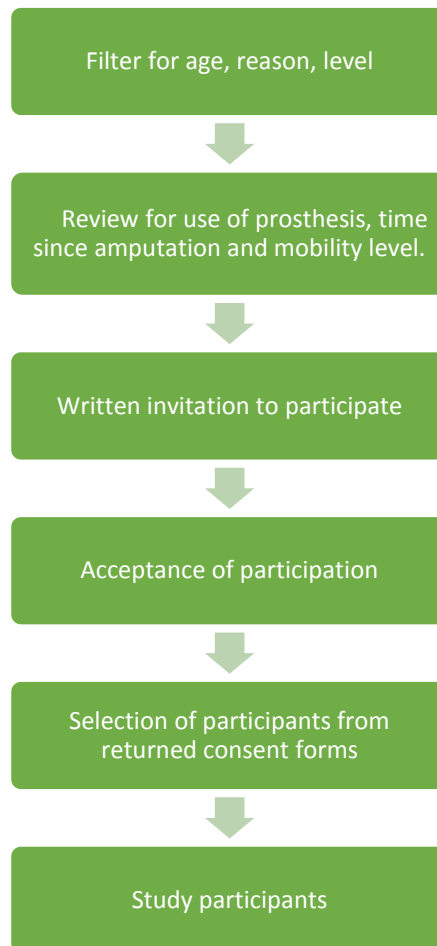 Filter for age, reason, level
Review for use of prosthesis, time
since amputation and mobility level.
Written invitation to participate
Acceptance of participation
Selection of participants from
returned consent forms
Study participants